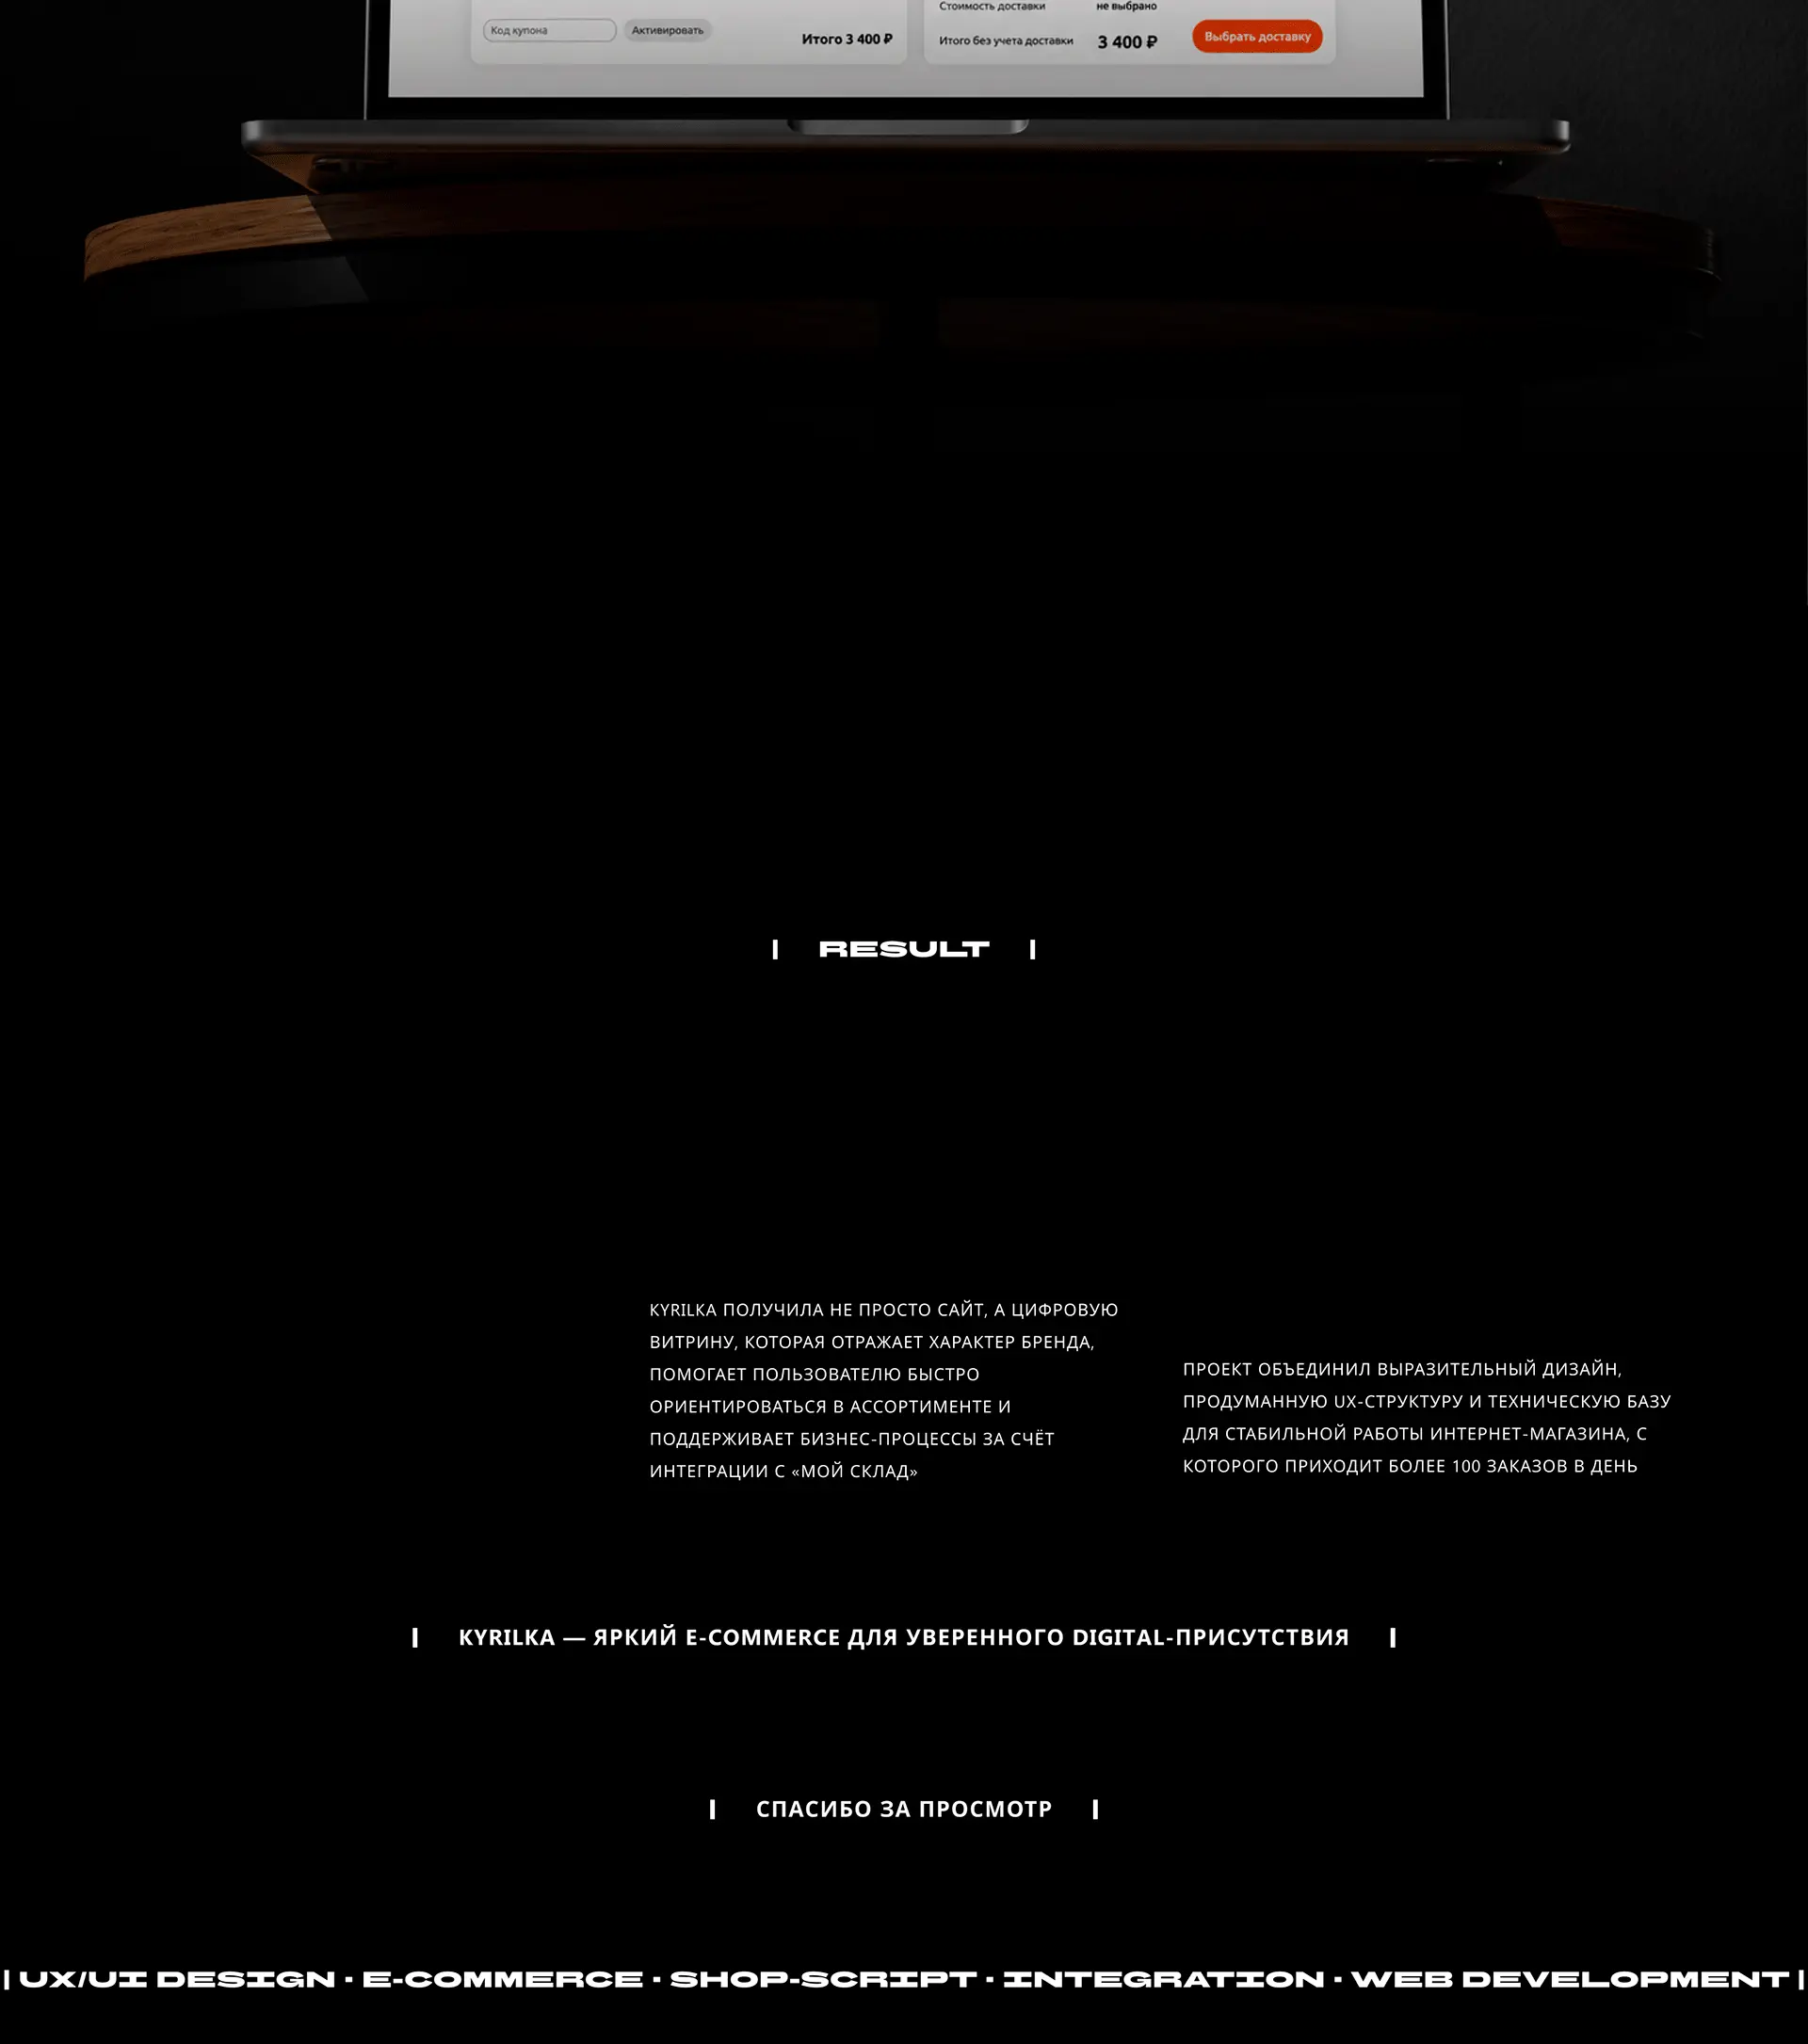 Стоимость доставки не выбрано
Код купона Активировать Итого 3 400 ₽
Итого без учета доставки 3 400 ₽ Выбрать доставку
| RESULT |
KYRILKA ПОЛУЧИЛА НЕ ПРОСТО САЙТ, А ЦИФРОВУЮ
ВИТРИНУ, КОТОРАЯ ОТРАЖАЕТ ХАРАКТЕР БРЕНДА,
ПОМОГАЕТ ПОЛЬЗОВАТЕЛЮ БЫСТРО
ОРИЕНТИРОВАТЬСЯ В АССОРТИМЕНТЕ И
ПОДДЕРЖИВАЕТ БИЗНЕС-ПРОЦЕССЫ ЗА СЧЁТ
ИНТЕГРАЦИИ С «МОЙ СКЛАД»
ПРОЕКТ ОБЪЕДИНИЛ ВЫРАЗИТЕЛЬНЫЙ ДИЗАЙН,
ПРОДУМАННУЮ UX-СТРУКТУРУ И ТЕХНИЧЕСКУЮ БАЗУ
ДЛЯ СТАБИЛЬНОЙ РАБОТЫ ИНТЕРНЕТ-МАГАЗИНА, С
КОТОРОГО ПРИХОДИТ БОЛЕЕ 100 ЗАКАЗОВ В ДЕНЬ
| KYRILKA — ЯРКИЙ E-COMMERCE ДЛЯ УВЕРЕННОГО DIGITAL-ПРИСУТСТВИЯ |
| СПАСИБО ЗА ПРОСМОТР |
| UX/UI DESIGN · E-COMMERCE · SHOP-SCRIPT · INTEGRATION · WEB DEVELOPMENT |